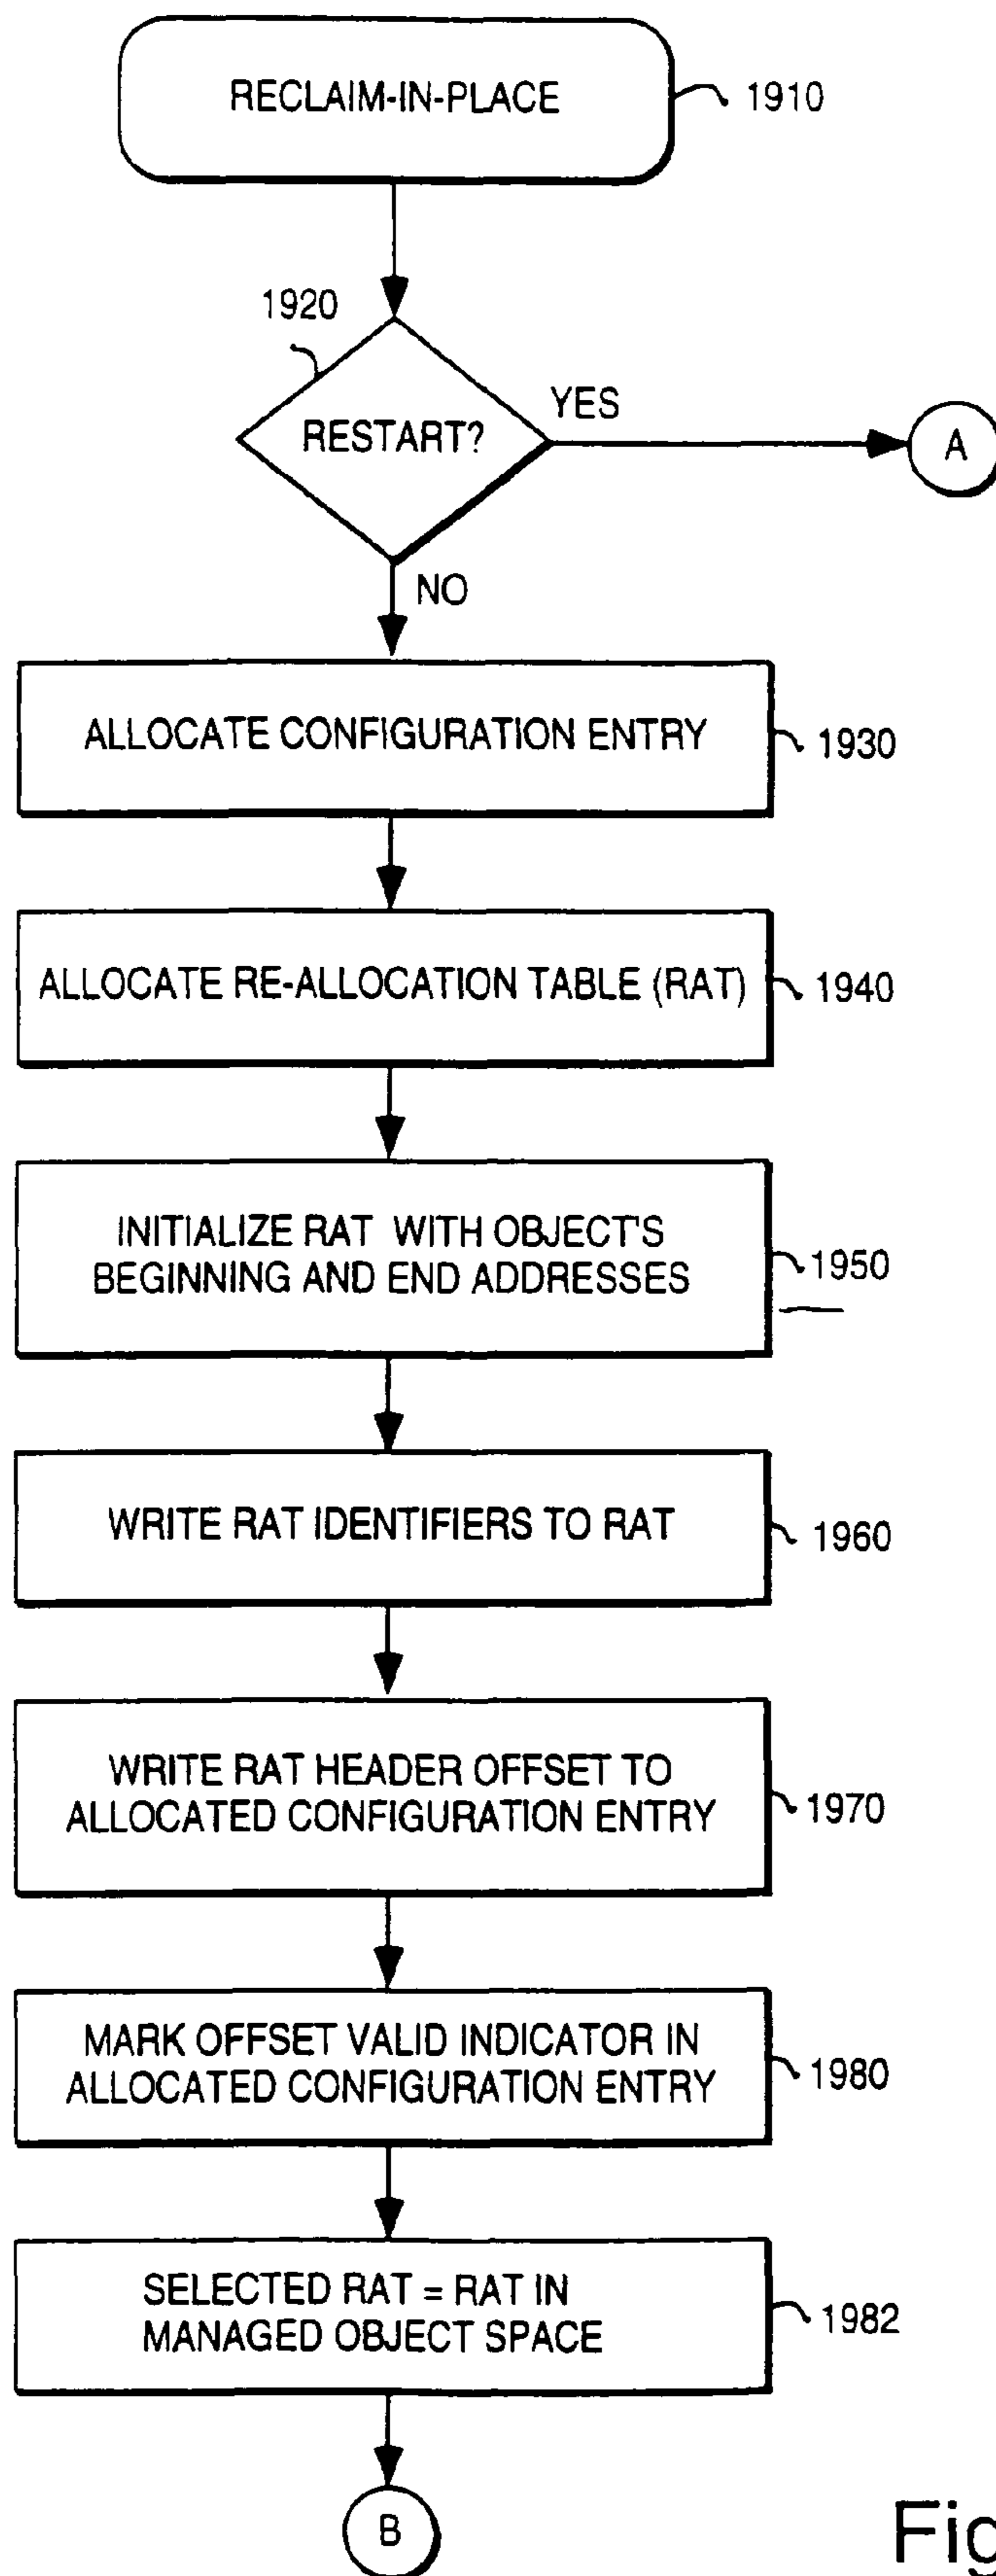 RECLAIM-IN-PLACE
1910
1920
RESTART?
YES
A
NO
ALLOCATE CONFIGURATION ENTRY
1930
ALLOCATE RE-ALLOCATION TABLE (RAT)
1940
INITIALIZE RAT WITH OBJECT'S
BEGINNING AND END ADDRESSES
1950
WRITE RAT IDENTIFIERS TO RAT
1960
WRITE RAT HEADER OFFSET TO
ALLOCATED CONFIGURATION ENTRY
1970
MARK OFFSET VALID INDICATOR IN
ALLOCATED CONFIGURATION ENTRY
1980
SELECTED RAT = RAT IN
MANAGED OBJECT SPACE
1982
B